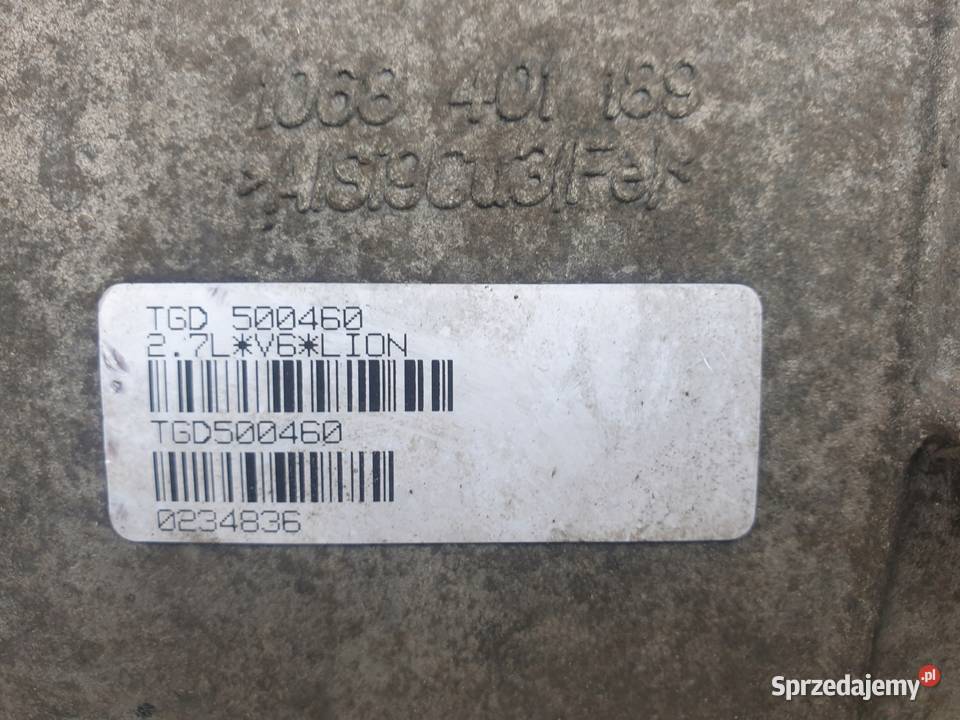 1068 401 189
>AlSi9Cu3(Fe)<
TGD 500460
2.7L*V6*LION
TGD500460
0234836
Sprzedajemy.pl